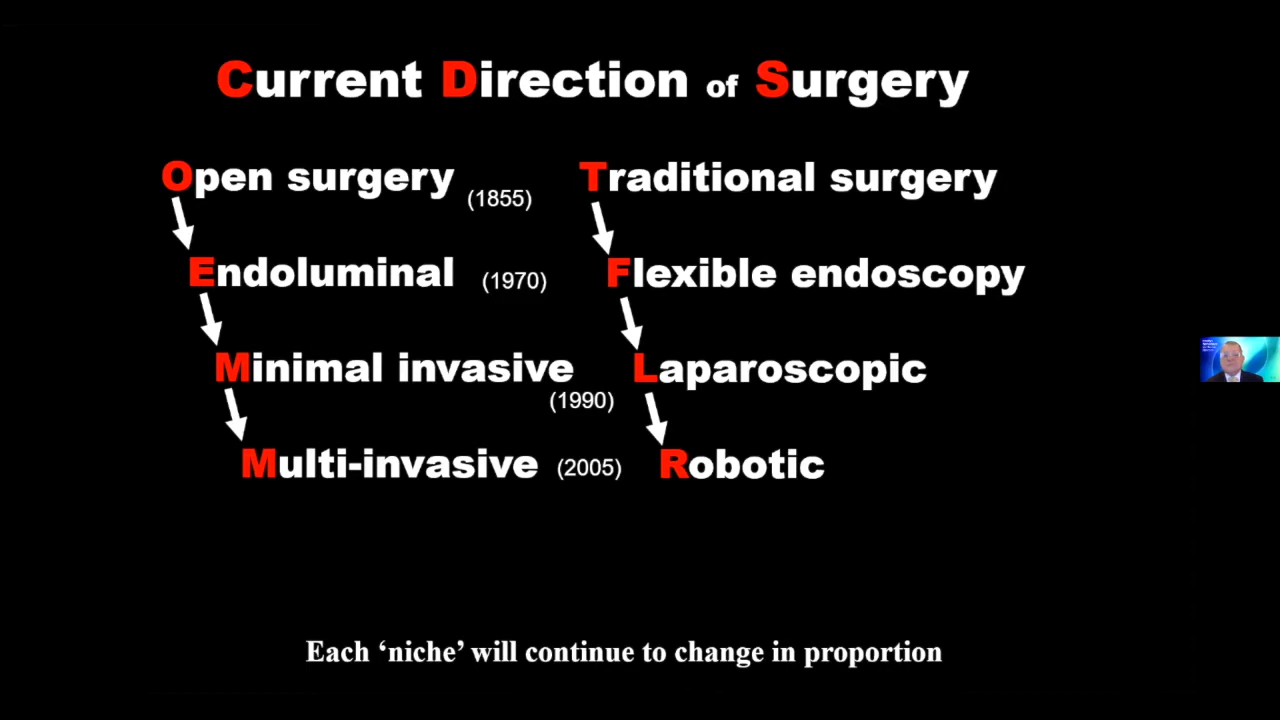 Current Direction of Surgery
Open surgery (1855) Traditional surgery
Endoluminal (1970) Flexible endoscopy
Minimal invasive (1990) Laparoscopic
Multi-invasive (2005) Robotic
Each ‘niche’ will continue to change in proportion